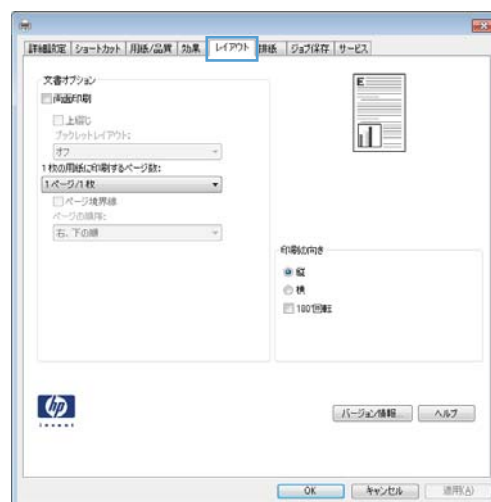 詳細設定 ショートカット 用紙/品質 効果 レイアウト 排紙 ジョブ保存 サービス
文書オプション
両面印刷
上綴じ
ブックレットレイアウト:
オフ
1枚の用紙に印刷するページ数:
1ページ/1枚
ページ境界線
ページの順序:
右、下の順
E
印刷の向き
縦
横
180°回転
hp
invent
バージョン情報... ヘルプ
OK キャンセル 適用(A)